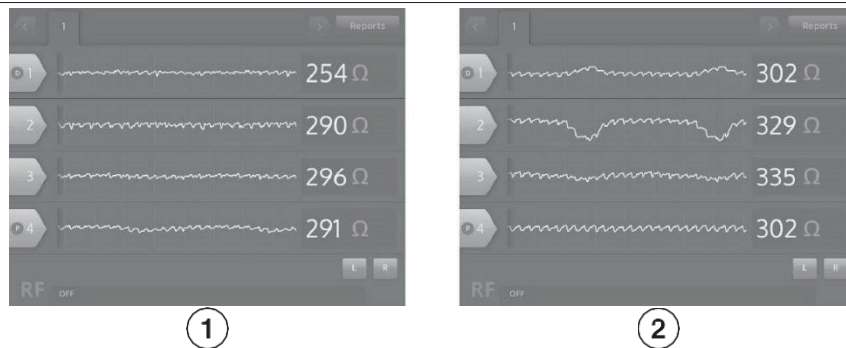 1
Reports
D 1
254 Ω
2
290 Ω
3
296 Ω
P 4
291 Ω
L R
RF OFF
1
1
Reports
D 1
302 Ω
2
329 Ω
3
335 Ω
P 4
302 Ω
L R
RF OFF
2